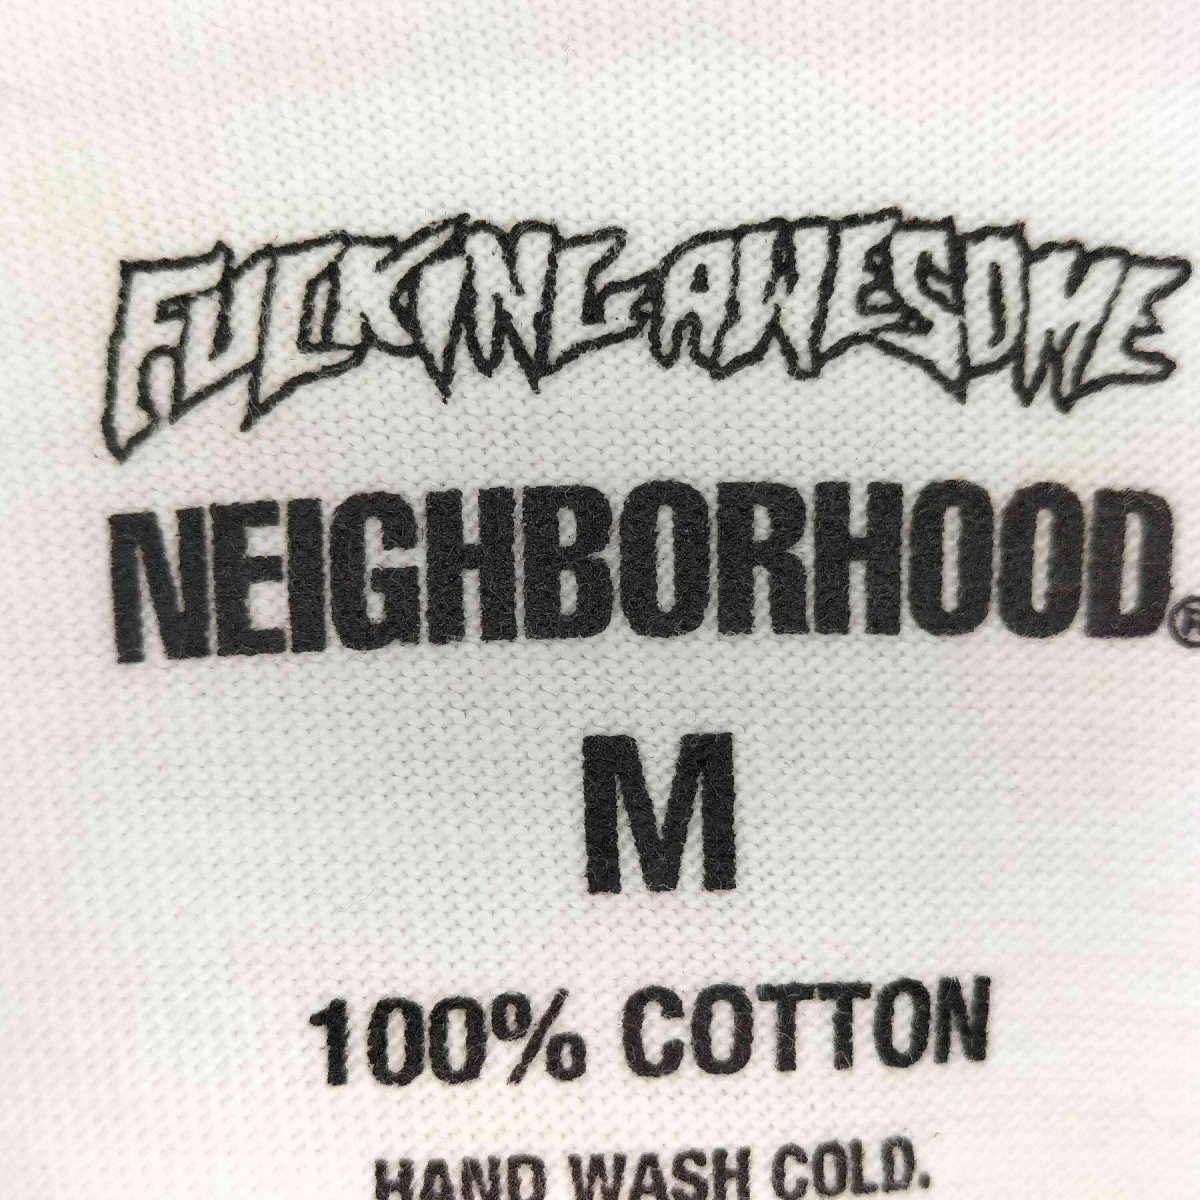 FUCKING AWESOME
NEIGHBORHOOD®
M
100% COTTON
HAND WASH COLD.